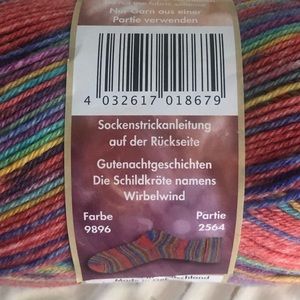 Nur Garn aus einer
Partie verwenden
4 032617 018679
Sockenstrickanleitung
auf der Rückseite
Gutenachtgeschichten
Die Schildkröte namens
Wirbelwind
Farbe Partie
9896 2564